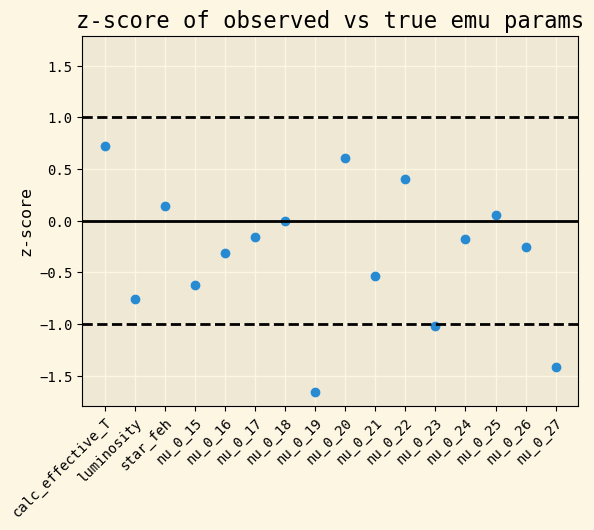 z-score of observed vs true emu params
z-score
1.5
1.0
0.5
0.0
−0.5
−1.0
−1.5
calc_effective_T
luminosity
star_feh
nu_0_15
nu_0_16
nu_0_17
nu_0_18
nu_0_19
nu_0_20
nu_0_21
nu_0_22
nu_0_23
nu_0_24
nu_0_25
nu_0_26
nu_0_27